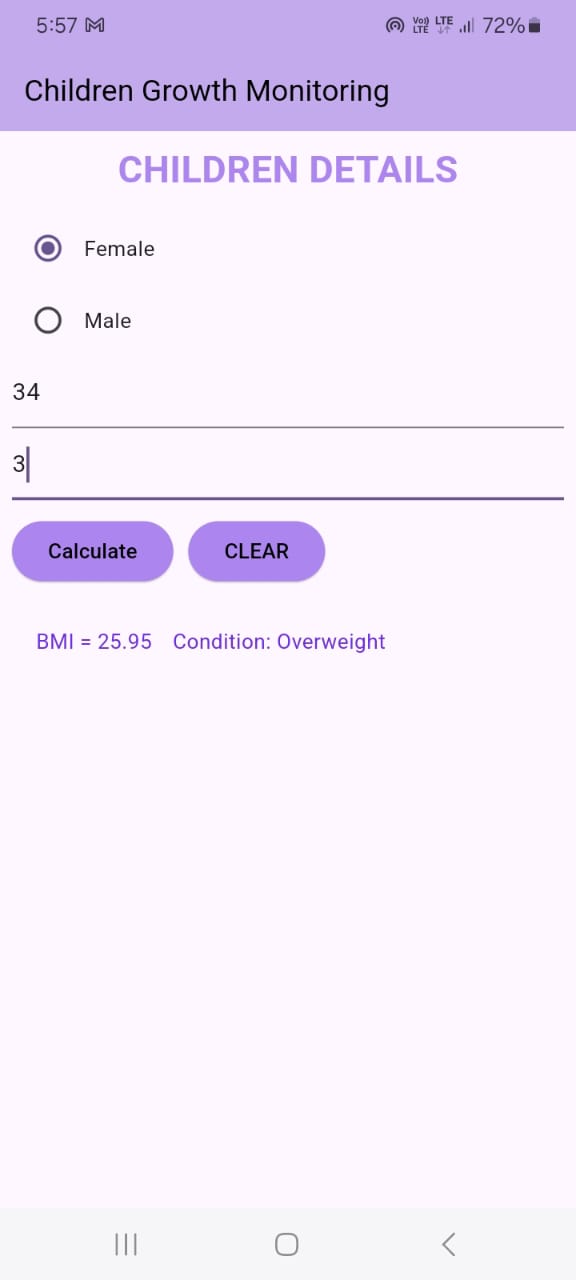 5:57 Vo)) LTE LTE 72%
Children Growth Monitoring
CHILDREN DETAILS
Female
Male
34
3
Calculate CLEAR
BMI = 25.95 Condition: Overweight